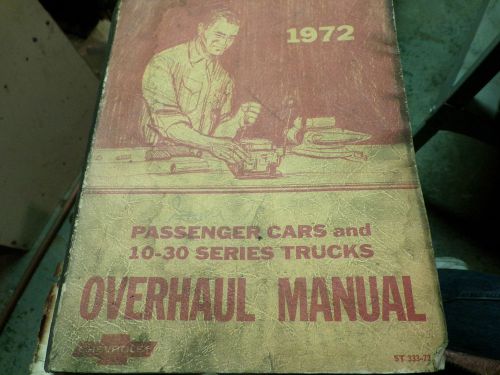 1972
PASSENGER CARS and
10-30 SERIES TRUCKS
OVERHAUL MANUAL
CHEVROLET
ST 333-72